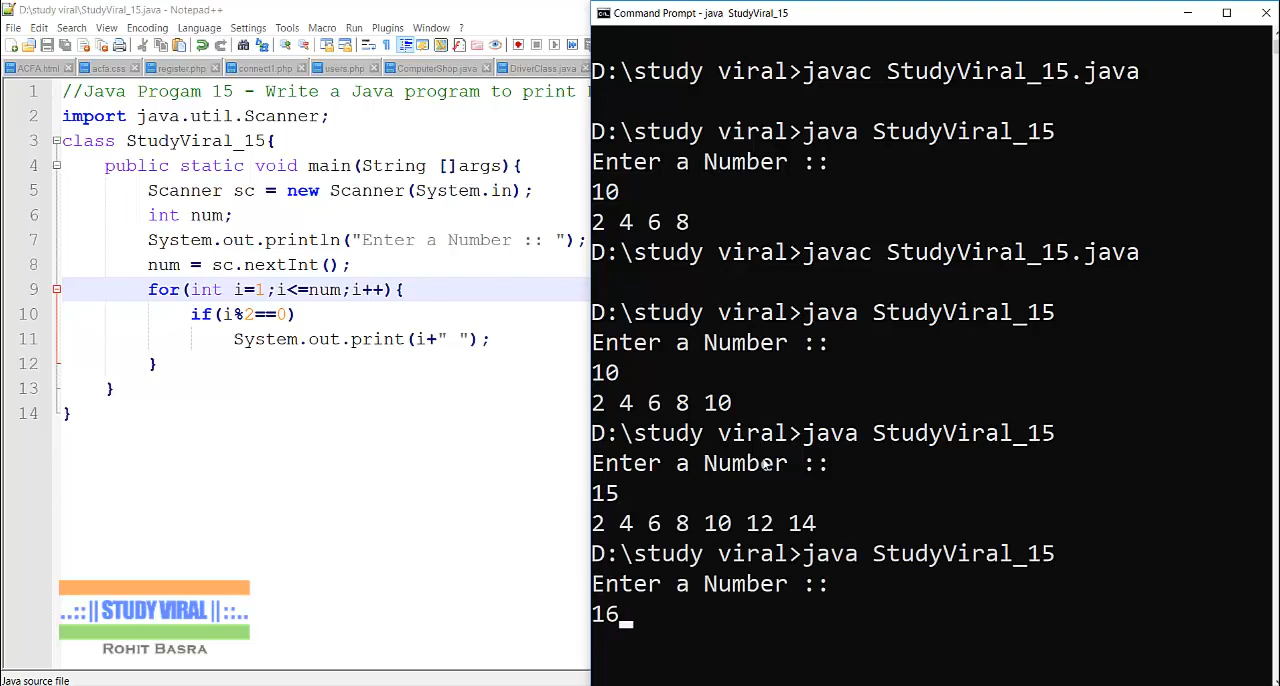 D:\study viral\StudyViral_15.java - Notepad++
File Edit Search View Encoding Language Settings Tools Macro Run Plugins Window ?
ACFA.html acfa.css register.php connect1.php users.php ComputerShop.java DriverClass.java
1 //Java Progam 15 - Write a Java program to print
2 import java.util.Scanner;
3 class StudyViral_15{
4 public static void main(String []args){
5 Scanner sc = new Scanner(System.in);
6 int num;
7 System.out.println("Enter a Number :: ");
8 num = sc.nextInt();
9 for(int i=1;i<=num;i++){
10 if(i%2==0)
11 System.out.print(i+" ");
12 }
13 }
14 }
..::|| STUDY VIRAL ||::..
ROHIT BASRA
Java source file
Command Prompt - java StudyViral_15
D:\study viral>javac StudyViral_15.java
D:\study viral>java StudyViral_15
Enter a Number ::
10
2 4 6 8
D:\study viral>javac StudyViral_15.java
D:\study viral>java StudyViral_15
Enter a Number ::
10
2 4 6 8 10
D:\study viral>java StudyViral_15
Enter a Number ::
15
2 4 6 8 10 12 14
D:\study viral>java StudyViral_15
Enter a Number ::
16